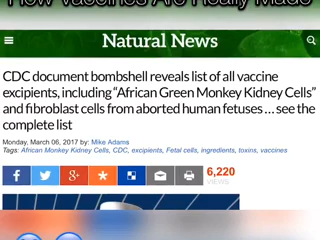 How Vaccines Are Really Made
Natural News
CDC document bombshell reveals list of all vaccine
excipients, including “African Green Monkey Kidney Cells”
and fibroblast cells from aborted human fetuses ... see the
complete list
Monday, March 06, 2017 by: Mike Adams
Tags: African Monkey Kidney Cells, CDC, excipients, Fetal cells, ingredients, toxins, vaccines
6,220
VIEWS